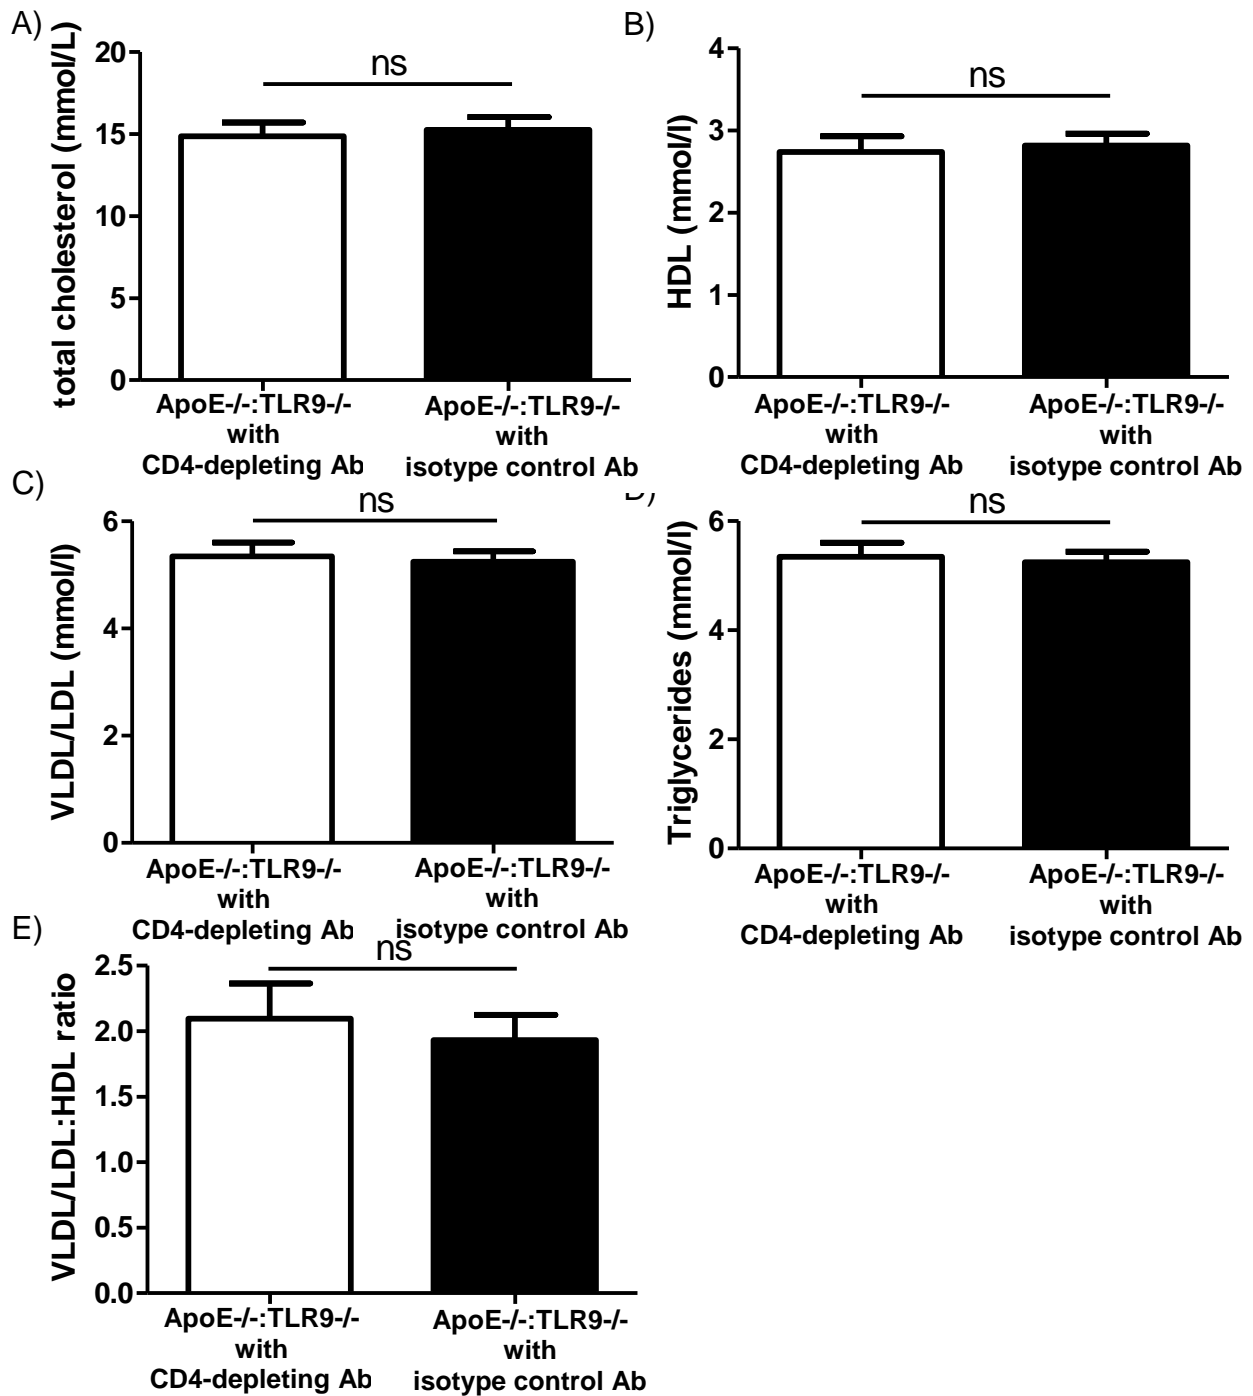 A)
total cholesterol (mmol/L)
20
15
10
5
0
ns
ApoE-/-:TLR9-/-
with
CD4-depleting Ab
ApoE-/-:TLR9-/-
with
isotype control Ab
B)
HDL (mmol/l)
4
3
2
1
0
ns
ApoE-/-:TLR9-/-
with
CD4-depleting Ab
ApoE-/-:TLR9-/-
with
isotype control Ab
C)
VLDL/LDL (mmol/l)
6
4
2
0
ns
ApoE-/-:TLR9-/-
with
CD4-depleting Ab
ApoE-/-:TLR9-/-
with
isotype control Ab
D)
Triglycerides (mmol/l)
6
4
2
0
ns
ApoE-/-:TLR9-/-
with
CD4-depleting Ab
ApoE-/-:TLR9-/-
with
isotype control Ab
E)
VLDL/LDL:HDL ratio
2.5
2.0
1.5
1.0
0.5
0.0
ns
ApoE-/-:TLR9-/-
with
CD4-depleting Ab
ApoE-/-:TLR9-/-
with
isotype control Ab